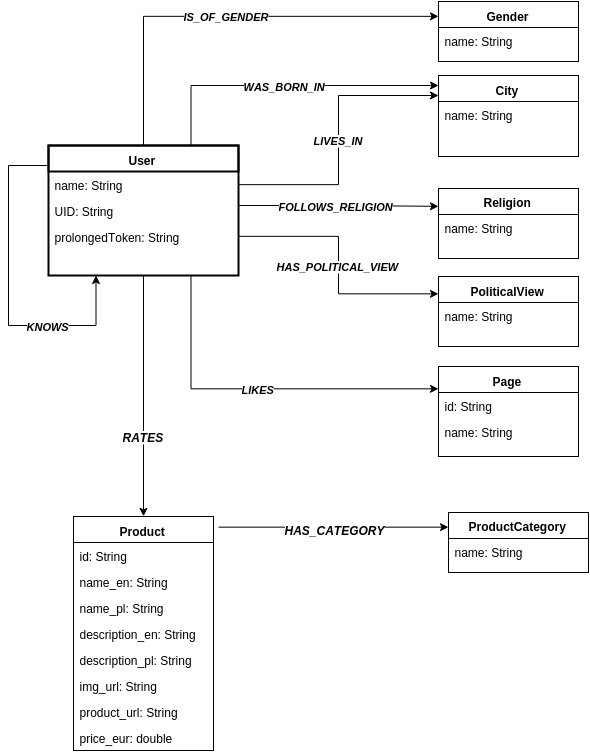 IS_OF_GENDER
Gender
name: String
WAS_BORN_IN
City
name: String
LIVES_IN
User
name: String
UID: String
prolongedToken: String
FOLLOWS_RELIGION
Religion
name: String
HAS_POLITICAL_VIEW
PoliticalView
name: String
KNOWS
LIKES
Page
id: String
name: String
RATES
Product
id: String
name_en: String
name_pl: String
description_en: String
description_pl: String
img_url: String
product_url: String
price_eur: double
HAS_CATEGORY
ProductCategory
name: String